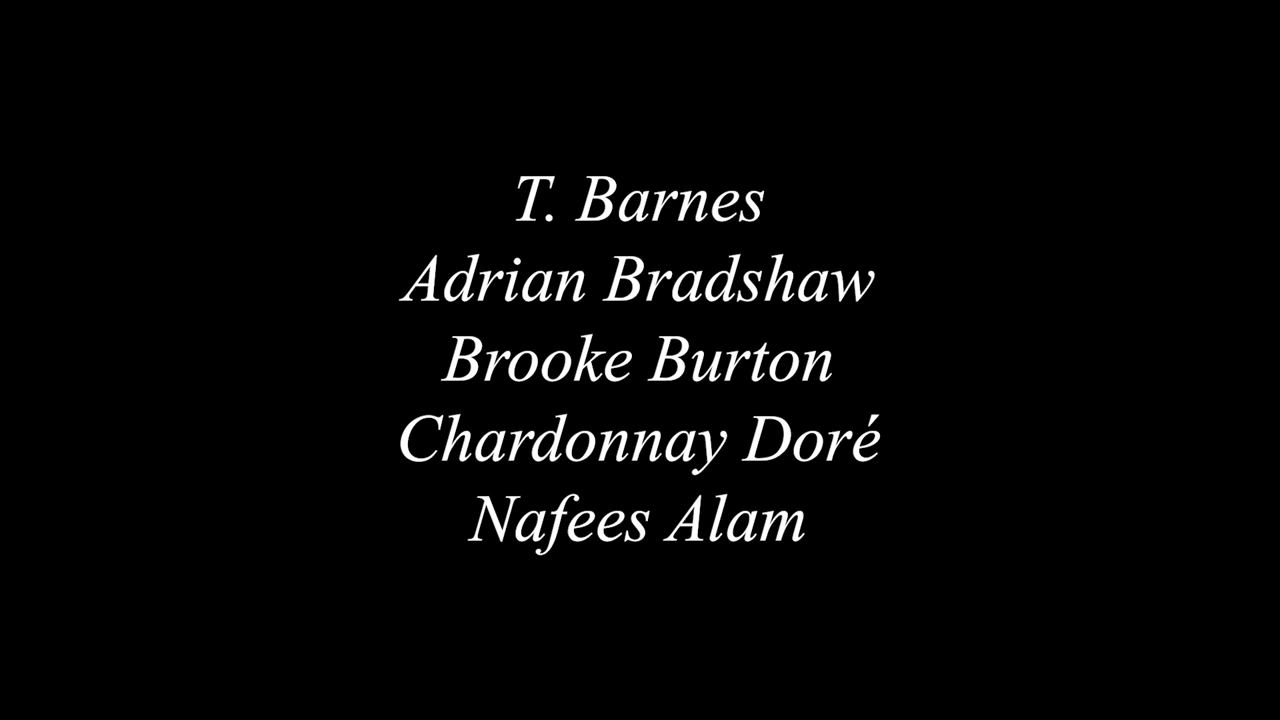 T. Barnes
Adrian Bradshaw
Brooke Burton
Chardonnay Doré
Nafees Alam